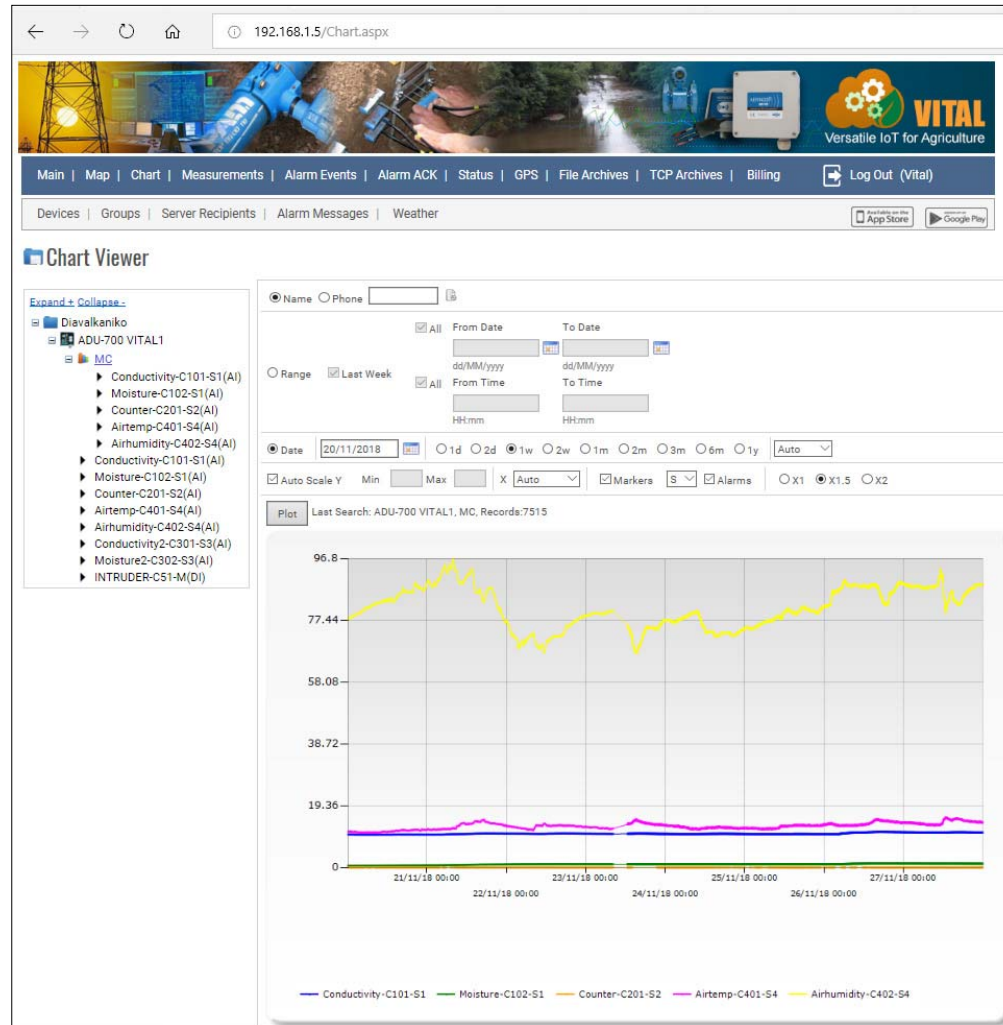 192.168.1.5/Chart.aspx
VITAL
Versatile IoT for Agriculture
Main | Map | Chart | Measurements | Alarm Events | Alarm ACK | Status | GPS | File Archives | TCP Archives | Billing
Log Out (Vital)
Devices | Groups | Server Recipients | Alarm Messages | Weather
App Store
Google Play
Chart Viewer
Expand + Collapse -
Diavalkaniko
ADU-700 VITAL1
MC
Conductivity-C101-S1(AI)
Moisture-C102-S1(AI)
Counter-C201-S2(AI)
Airtemp-C401-S4(AI)
Airhumidity-C402-S4(AI)
Conductivity-C101-S1(AI)
Moisture-C102-S1(AI)
Counter-C201-S2(AI)
Airtemp-C401-S4(AI)
Airhumidity-C402-S4(AI)
Conductivity2-C301-S3(AI)
Moisture2-C302-S3(AI)
INTRUDER-C51-M(DI)
Name Phone
All From Date To Date
dd/MM/yyyy dd/MM/yyyy
Range Last Week
All From Time To Time
HH:mm HH:mm
Date 20/11/2018 1d 2d 1w 2w 1m 2m 3m 6m 1y Auto
Auto Scale Y Min Max X Auto Markers S Alarms X1 X1.5 X2
Plot Last Search: ADU-700 VITAL1, MC, Records:7515
96.8
77.44
58.08
38.72
19.36
0
21/11/18 00:00 23/11/18 00:00 25/11/18 00:00 27/11/18 00:00
22/11/18 00:00 24/11/18 00:00 26/11/18 00:00
Conductivity-C101-S1 Moisture-C102-S1 Counter-C201-S2 Airtemp-C401-S4 Airhumidity-C402-S4